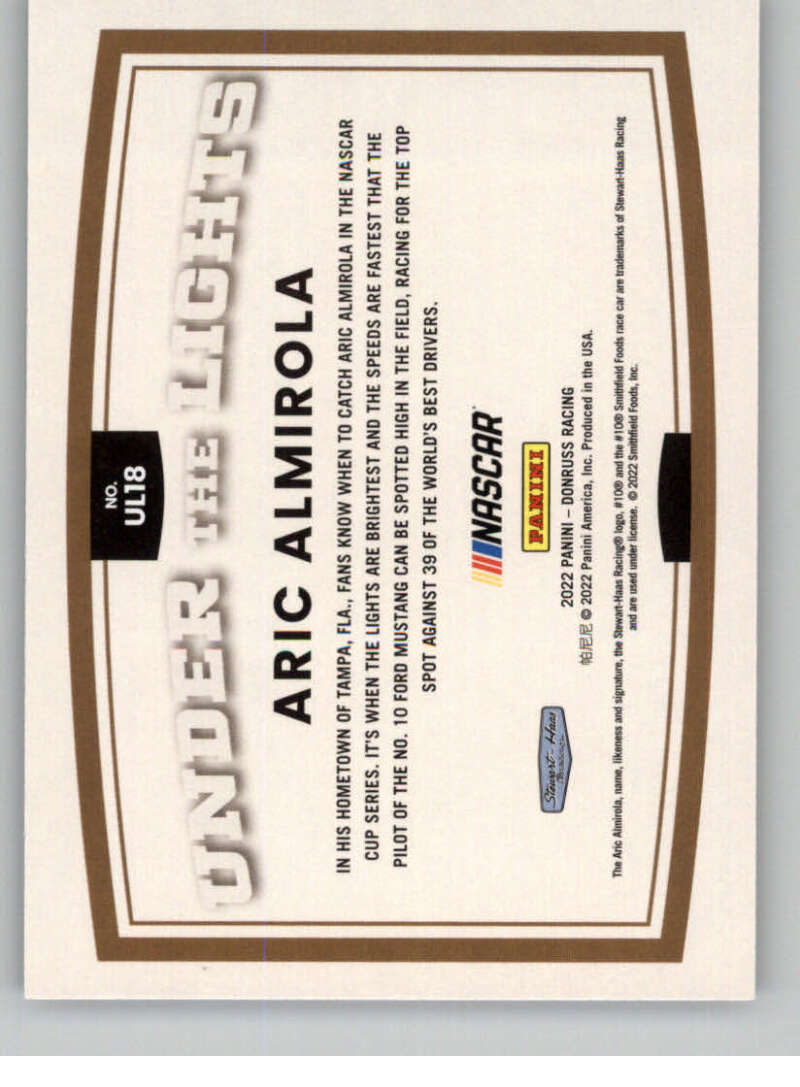 NO.
UL18
UNDER THE LIGHTS
ARIC ALMIROLA
IN HIS HOMETOWN OF TAMPA, FLA., FANS KNOW WHEN TO CATCH ARIC ALMIROLA IN THE NASCAR
CUP SERIES. IT'S WHEN THE LIGHTS ARE BRIGHTEST AND THE SPEEDS ARE FASTEST THAT THE
PILOT OF THE NO. 10 FORD MUSTANG CAN BE SPOTTED HIGH IN THE FIELD, RACING FOR THE TOP
SPOT AGAINST 39 OF THE WORLD'S BEST DRIVERS.
NASCAR
PANINI
Stewart-Haas
2022 PANINI – DONRUSS RACING
帕尼尼 © 2022 Panini America, Inc. Produced in the USA.
The Aric Almirola, name, likeness and signature, the Stewart-Haas Racing® logo, #10® and the #10® Smithfield Foods race car are trademarks of Stewart-Haas Racing
and are used under license. © 2022 Smithfield Foods, Inc.